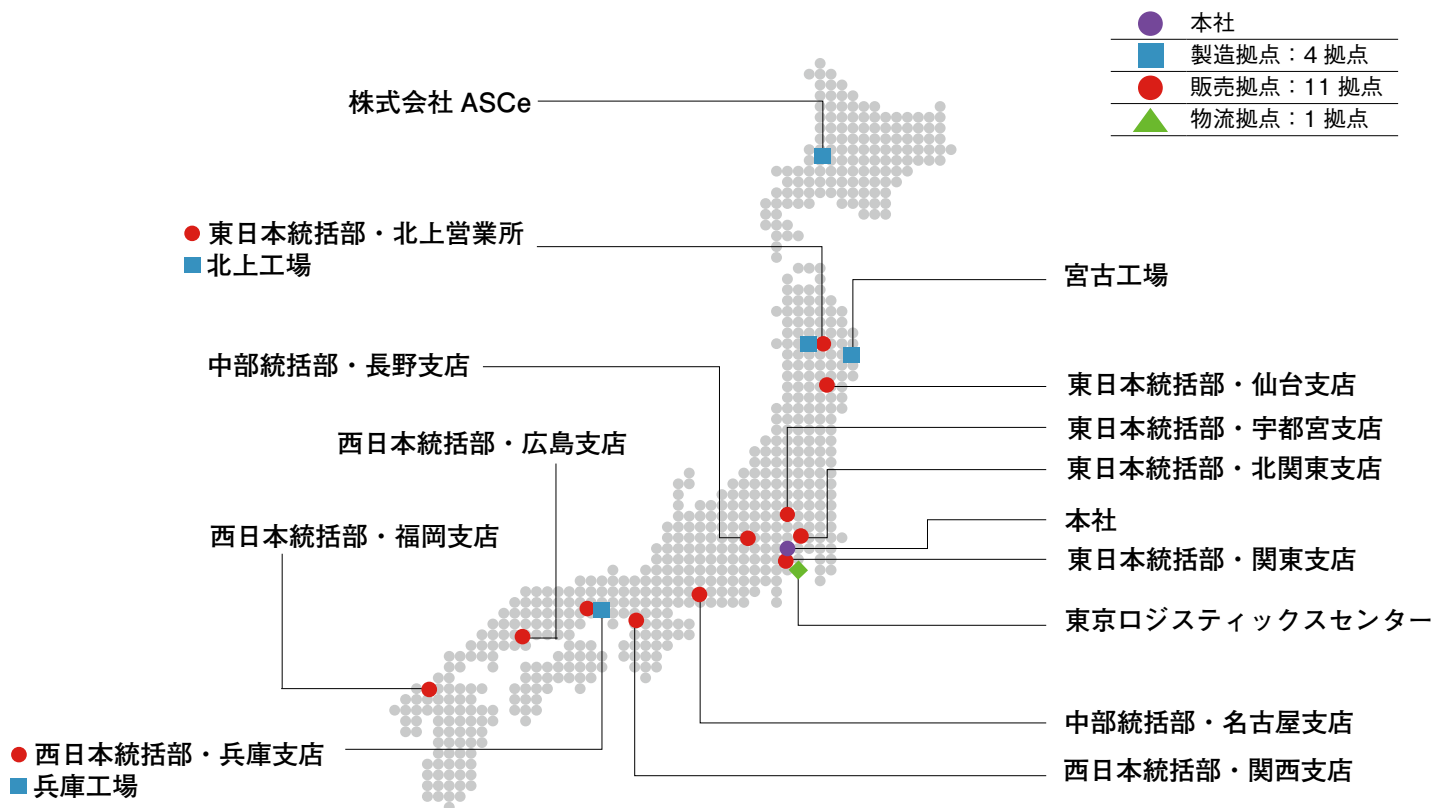 本社
製造拠点：4 拠点
販売拠点：11 拠点
物流拠点：1 拠点
株式会社 ASCe
東日本統括部・北上営業所
北上工場
宮古工場
中部統括部・長野支店
東日本統括部・仙台支店
東日本統括部・宇都宮支店
西日本統括部・広島支店
東日本統括部・北関東支店
本社
西日本統括部・福岡支店
東日本統括部・関東支店
東京ロジスティックスセンター
中部統括部・名古屋支店
西日本統括部・兵庫支店
西日本統括部・関西支店
兵庫工場